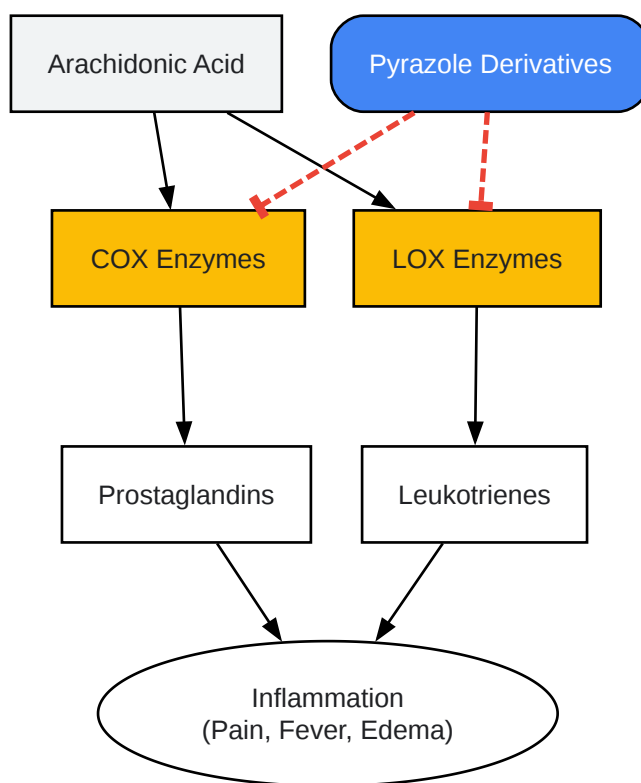 Arachidonic Acid
Pyrazole Derivatives
COX Enzymes
LOX Enzymes
Prostaglandins
Leukotrienes
Inflammation
(Pain, Fever, Edema)